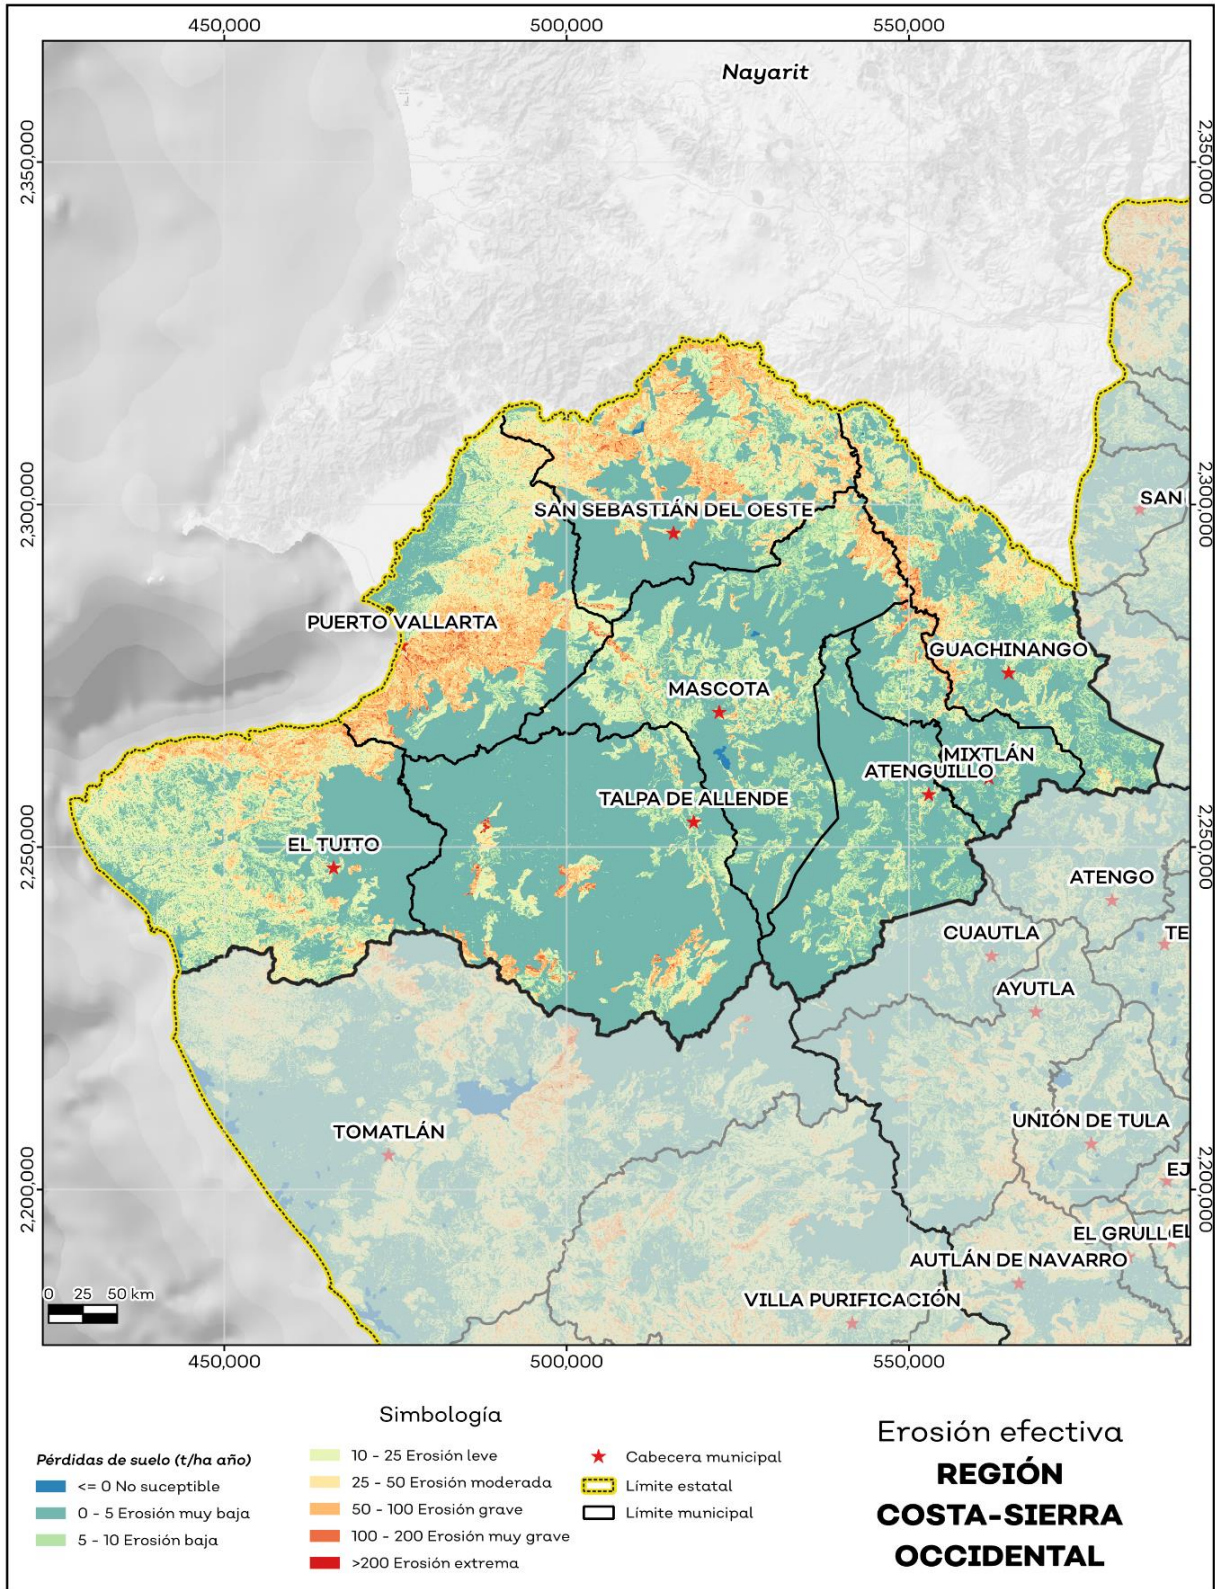 450,000
500,000
550,000
Nayarit
2,350,000
2,350,000
SAN
2,300,000
2,300,000
SAN SEBASTIÁN DEL OESTE
PUERTO VALLARTA
GUACHINANGO
MASCOTA
MIXTLÁN
ATENGUILLO
TALPA DE ALLENDE
EL TUITO
2,250,000
2,250,000
ATENGO
CUAUTLA
TE
AYUTLA
UNIÓN DE TULA
TOMATLÁN
EJ
2,200,000
2,200,000
EL GRULL
EL
AUTLÁN DE NAVARRO
VILLA PURIFICACIÓN
0 25 50 km
450,000
500,000
550,000
Simbología
Pérdidas de suelo (t/ha año)
<= 0 No suceptible
0 - 5 Erosión muy baja
5 - 10 Erosión baja
10 - 25 Erosión leve
25 - 50 Erosión moderada
50 - 100 Erosión grave
100 - 200 Erosión muy grave
>200 Erosión extrema
Cabecera municipal
Límite estatal
Límite municipal
Erosión efectiva
REGIÓN
COSTA-SIERRA
OCCIDENTAL